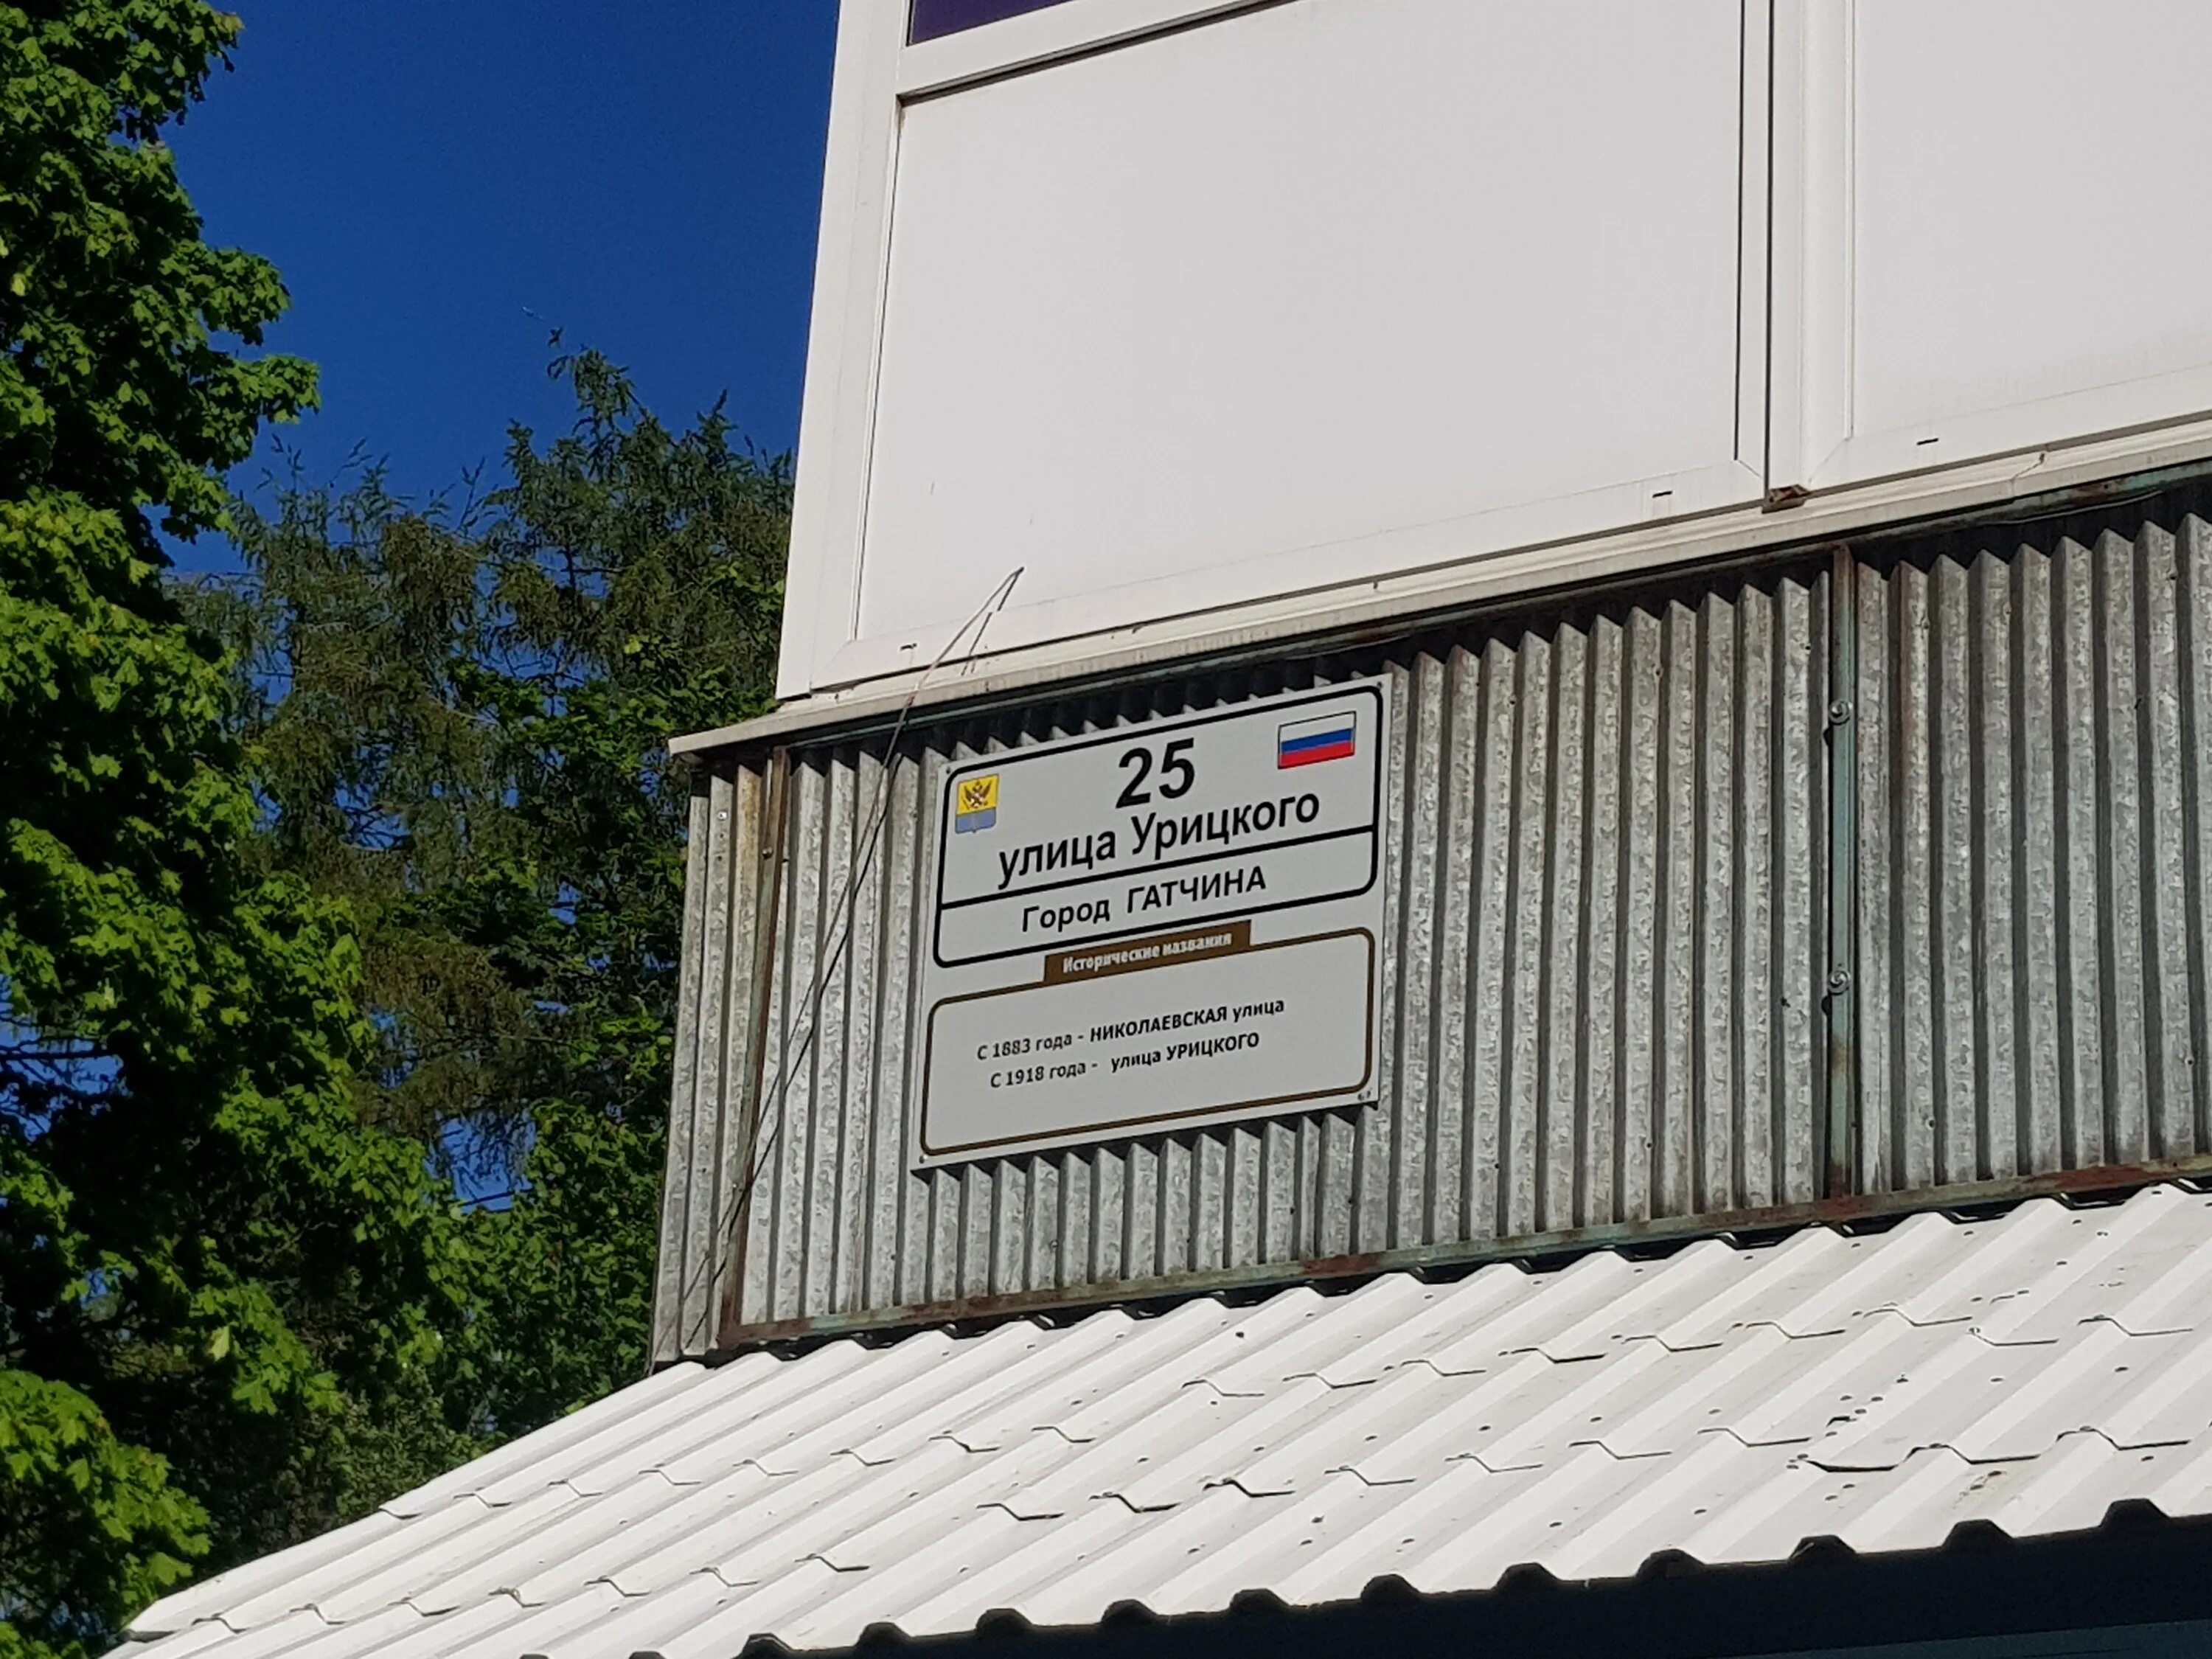 25
улица Урицкого
Город ГАТЧИНА
Исторические названия
С 1883 года - НИКОЛАЕВСКАЯ улица
С 1918 года - улица УРИЦКОГО